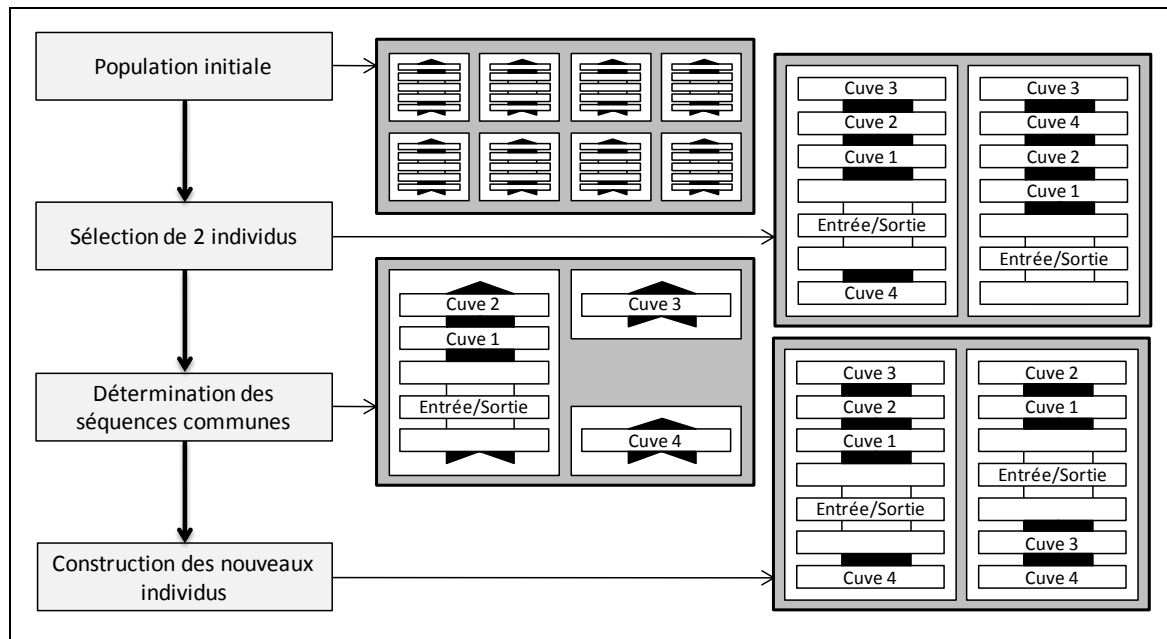 Population initiale
Sélection de 2 individus
Détermination des
séquences communes
Construction des nouveaux
individus
Cuve 3
Cuve 2
Cuve 1
Entrée/Sortie
Cuve 4
Cuve 3
Cuve 4
Cuve 2
Cuve 1
Entrée/Sortie
Cuve 2
Cuve 1
Entrée/Sortie
Cuve 3
Cuve 4
Cuve 3
Cuve 2
Cuve 1
Entrée/Sortie
Cuve 4
Cuve 2
Cuve 1
Entrée/Sortie
Cuve 3
Cuve 4